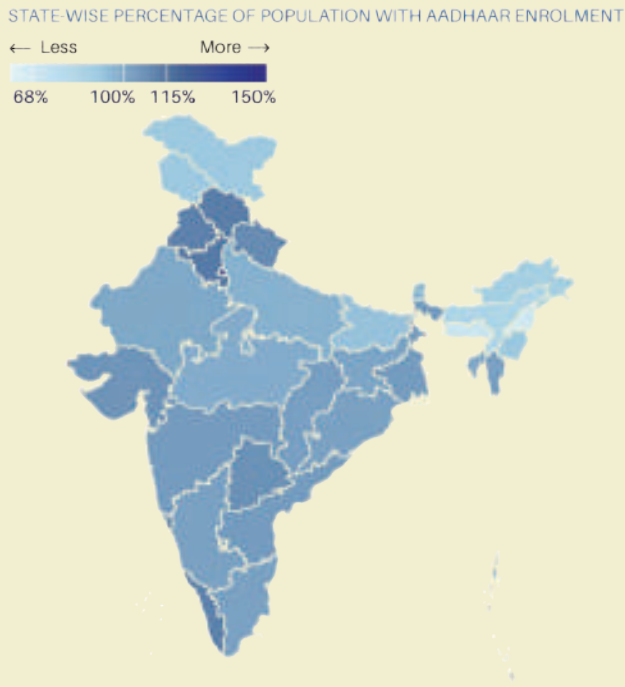 STATE-WISE PERCENTAGE OF POPULATION WITH AADHAAR ENROLMENT
← Less More →
68% 100% 115% 150%